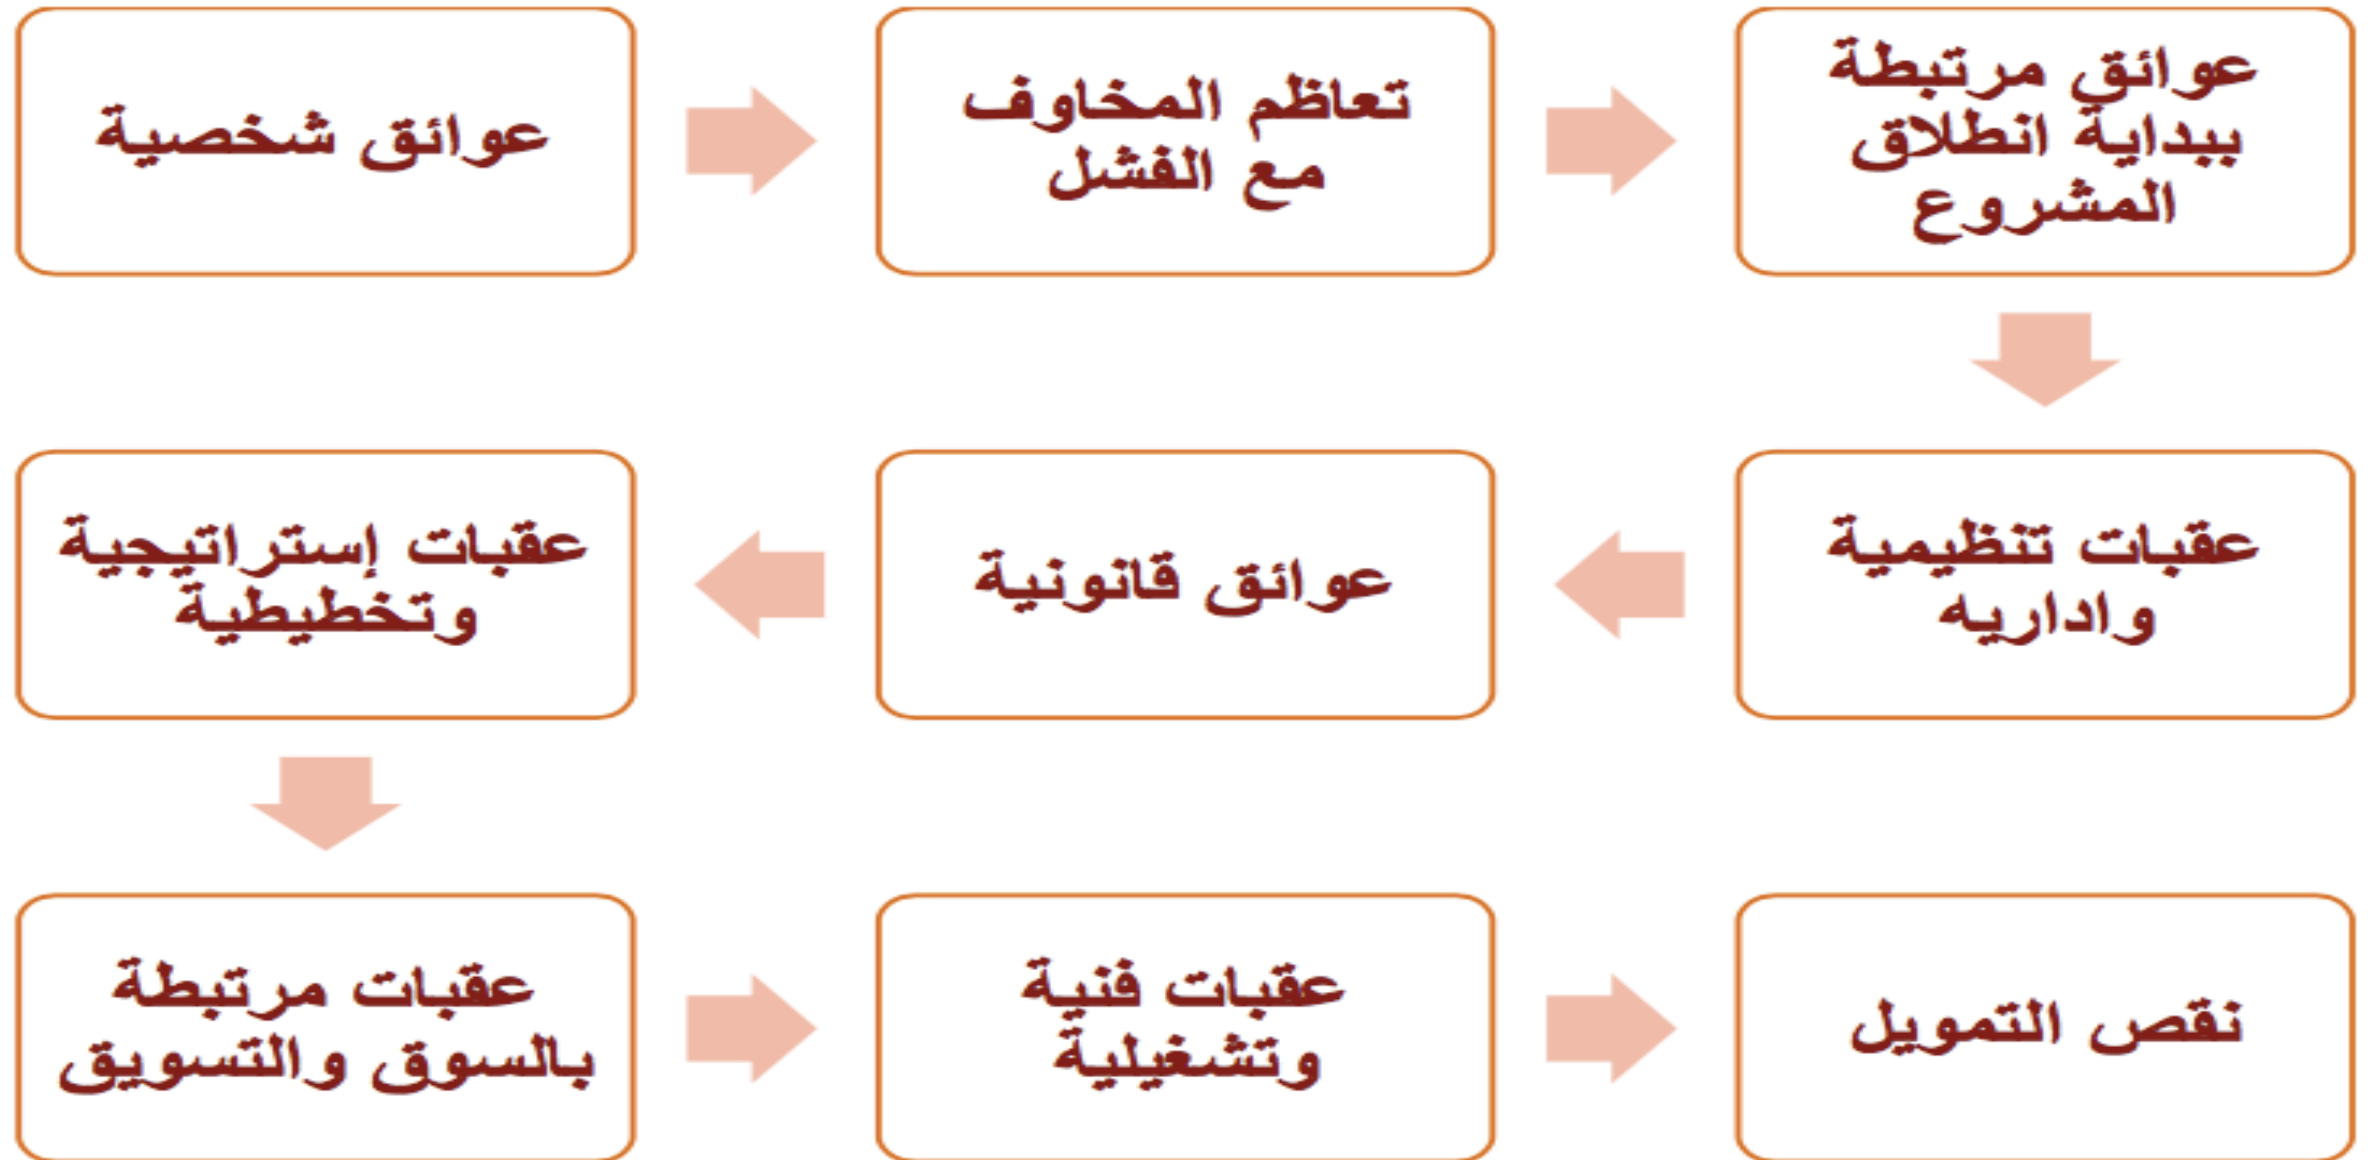 عوائق شخصية
تعاظم المخاوف
مع الفشل
عوائق مرتبطة
ببداية انطلاق
المشروع
عقبات تنظيمية
واداريه
عوائق قانونية
عقبات إستراتيجية
وتخطيطية
عقبات مرتبطة
بالسوق والتسويق
عقبات فنية
وتشغيلية
نقص التمويل